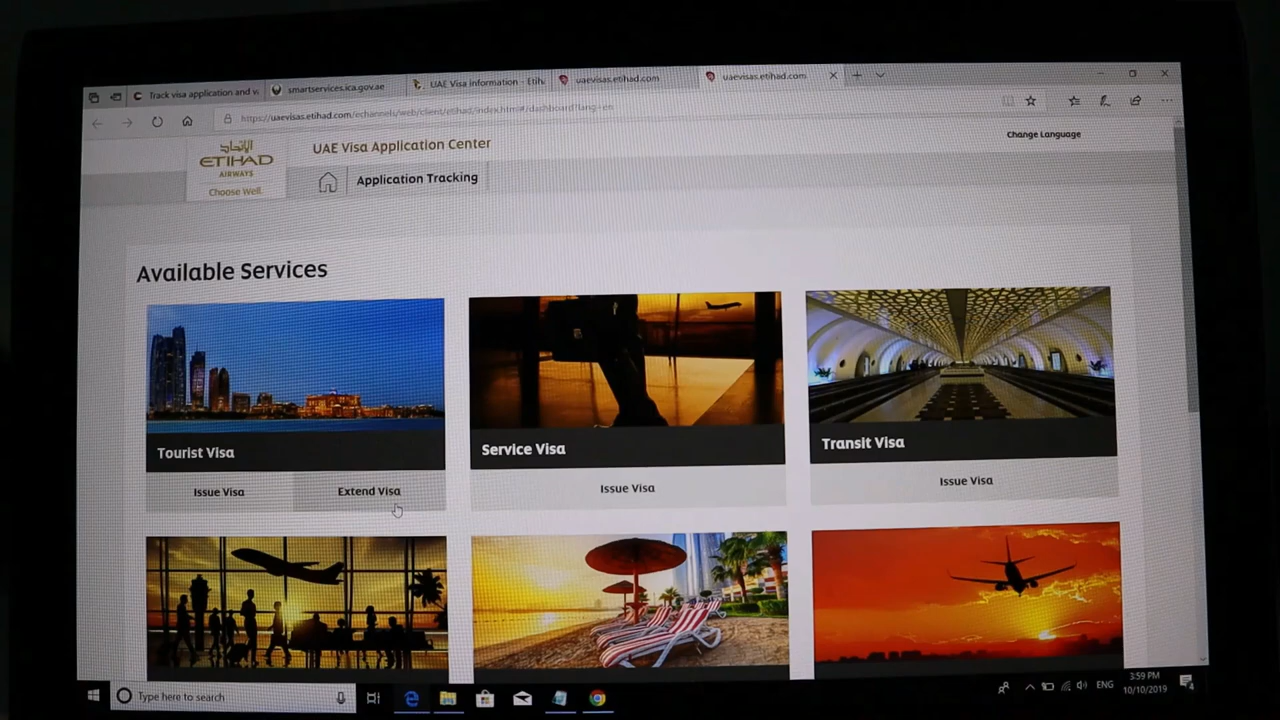 Track visa application and v
smartservices.ica.gov.ae
UAE Visa information - Etih
uaevisas.etihad.com
uaevisas.etihad.com
https://uaevisas.etihad.com/echannels/web/client/etihad/index.html#/dashboard?lang=en
الإتحاد
ETIHAD
AIRWAYS
Choose Well.
UAE Visa Application Center
Change Language
Application Tracking
Available Services
Tourist Visa
Service Visa
Transit Visa
Issue Visa
Extend Visa
Issue Visa
Issue Visa
Type here to search
ENG
3:59 PM
10/10/2019
4